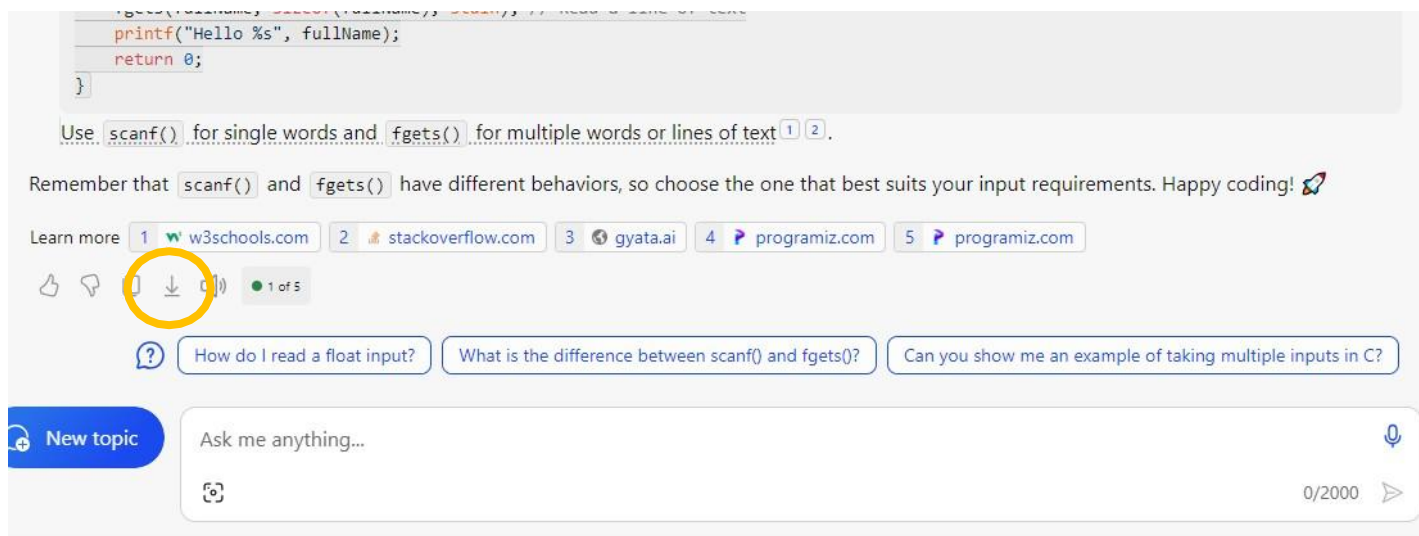 printf("Hello %s", fullName);
return 0;
}
Use scanf() for single words and fgets() for multiple words or lines of text 1 2.
Remember that scanf() and fgets() have different behaviors, so choose the one that best suits your input requirements. Happy coding! 🚀
Learn more 1 w3schools.com 2 stackoverflow.com 3 gyata.ai 4 programiz.com 5 programiz.com
1 of 5
How do I read a float input? What is the difference between scanf() and fgets()? Can you show me an example of taking multiple inputs in C?
New topic Ask me anything...
0/2000